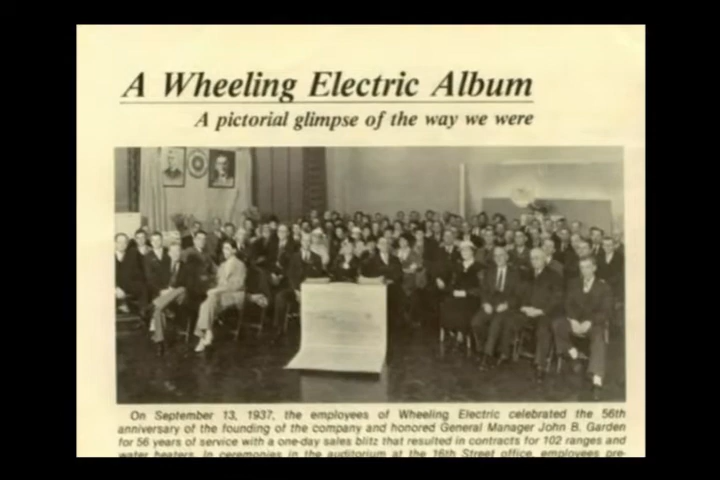 A Wheeling Electric Album
A pictorial glimpse of the way we were
On September 13, 1937, the employees of Wheeling Electric celebrated the 56th
anniversary of the founding of the company and honored General Manager John B. Garden
for 56 years of service with a one-day sales blitz that resulted in contracts for 102 ranges and
water heaters. In ceremonies in the auditorium at the 16th Street office, employees pre-